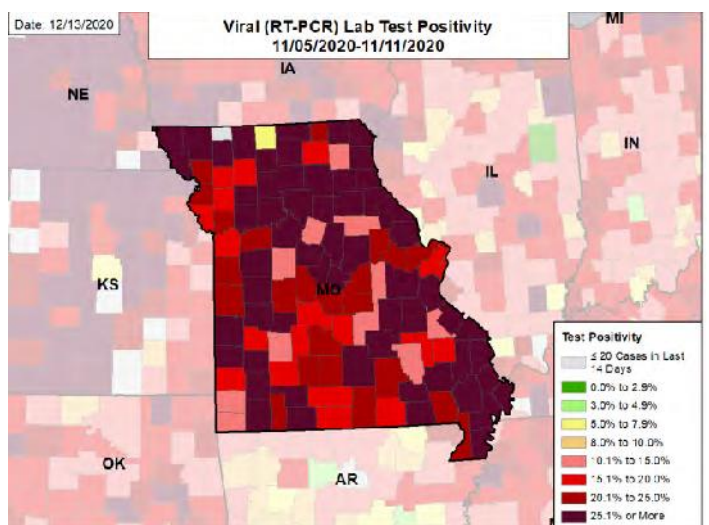 Date: 12/13/2020
Viral (RT-PCR) Lab Test Positivity
11/05/2020-11/11/2020
MI
IA
NE
IL
IN
KS
MO
OK
AR
Test Positivity
≤ 20 Cases in Last
14 Days
0.0% to 2.9%
3.0% to 4.9%
5.0% to 7.9%
8.0% to 10.0%
10.1% to 15.0%
15.1% to 20.0%
20.1% to 25.0%
25.1% or More